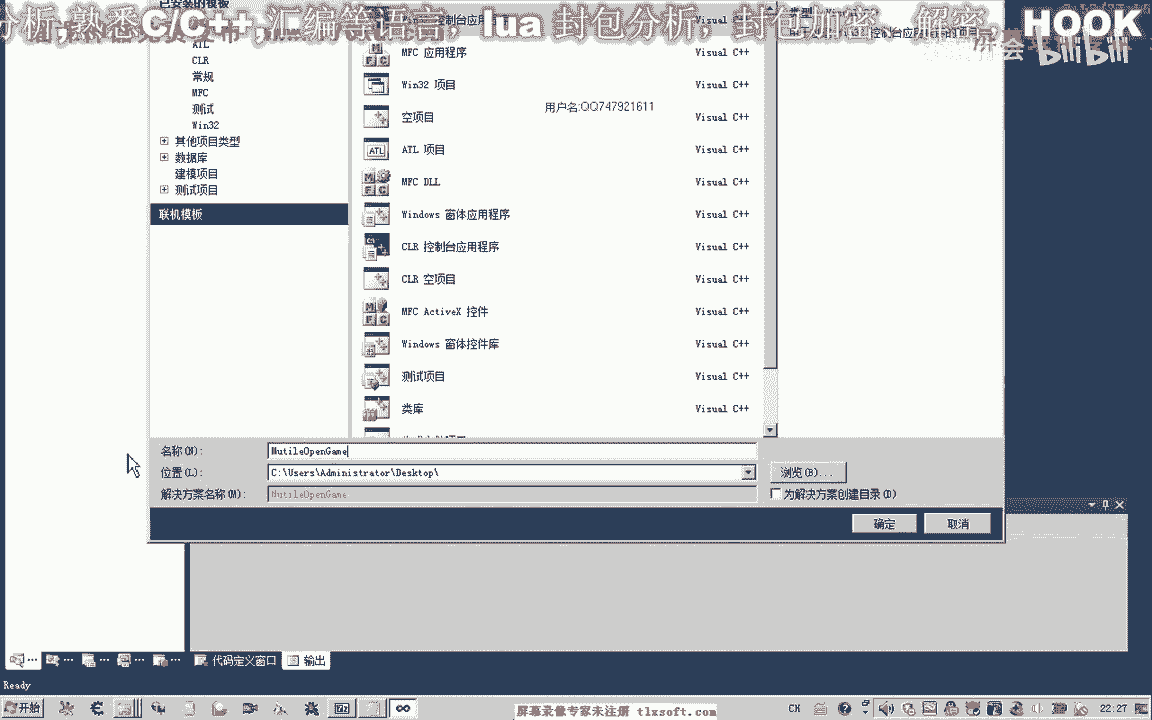 已安装的模板
分析,熟悉C/C++,汇编等语言，lua 封包分析，封包加密、解密。HOOK
bilibili
ATL
CLR
常规
MFC
测试
Win32
其他项目类型
数据库
建模项目
测试项目
联机模板
Visual C++
MFC 应用程序 Visual C++
Win32 项目 Visual C++
用户名:QQ747921611
空项目 Visual C++
ATL 项目 Visual C++
MFC DLL Visual C++
Windows 窗体应用程序 Visual C++
CLR 控制台应用程序 Visual C++
CLR 空项目 Visual C++
MFC ActiveX 控件 Visual C++
Windows 窗体控件库 Visual C++
测试项目 Visual C++
类库 Visual C++
名称(N): MutileOpenGame
位置(L): C:\Users\Administrator\Desktop\ 浏览(B)...
解决方案名称(M): MutileOpenGame 为解决方案创建目录(D)
确定 取消
代码定义窗口 输出
Ready
开始 屏幕录像专家未注册 tlxsoft.com CH 22:27